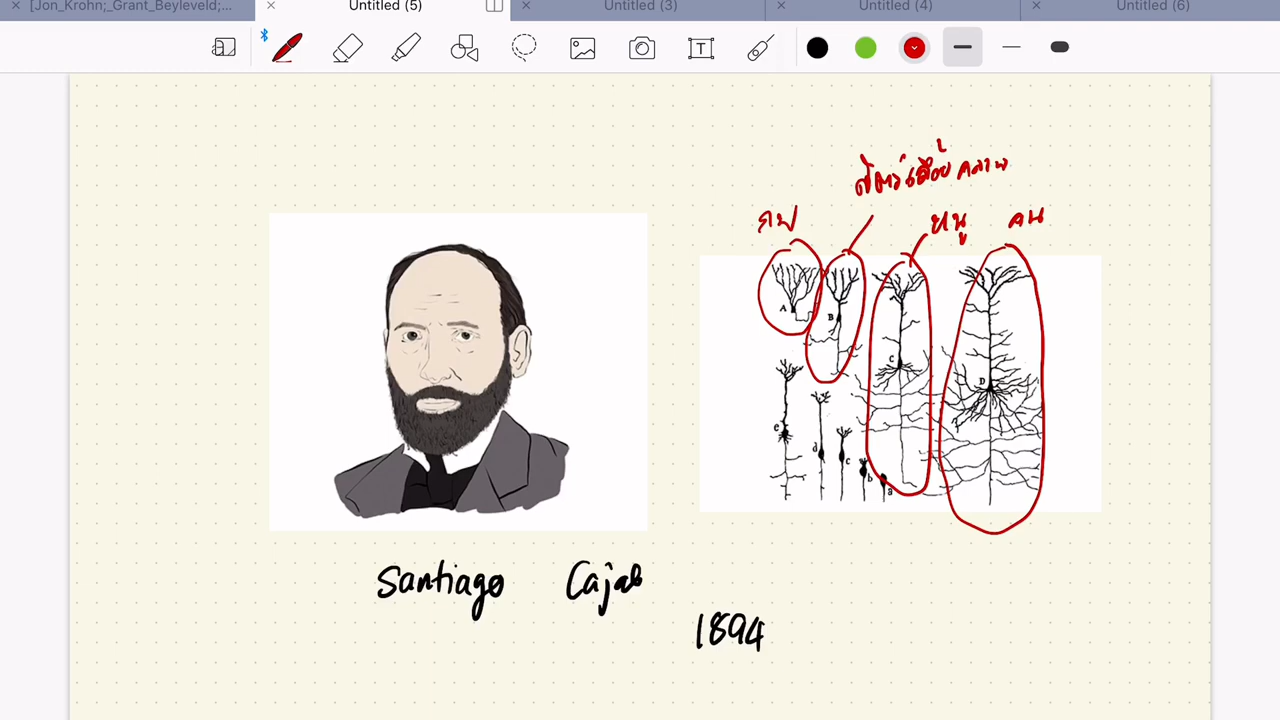 [Jon_Krohn;_Grant_Beyleveld;...
Untitled (5)
Untitled (3)
Untitled (4)
Untitled (6)
T
สัตว์เลื้อยคลาน
กบ
หนู
คน
A
B
C
D
e
d
c
b
a
Santiago Cajal
1894